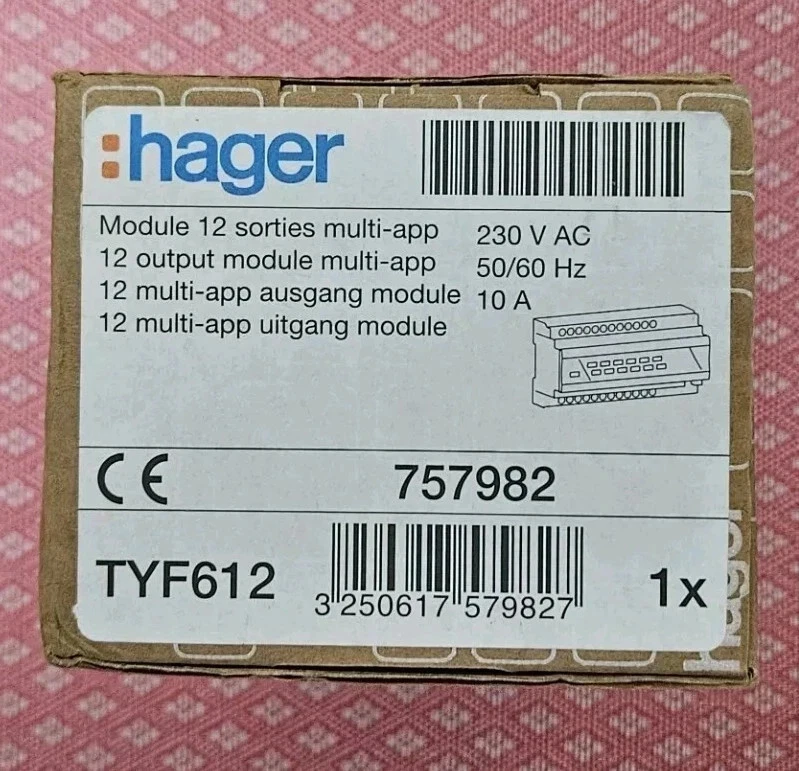 :hager
Module 12 sorties multi-app
12 output module multi-app
12 multi-app ausgang module
12 multi-app uitgang module
230 V AC
50/60 Hz
10 A
CE
757982
TYF612
3 250617 579827
1x
hager